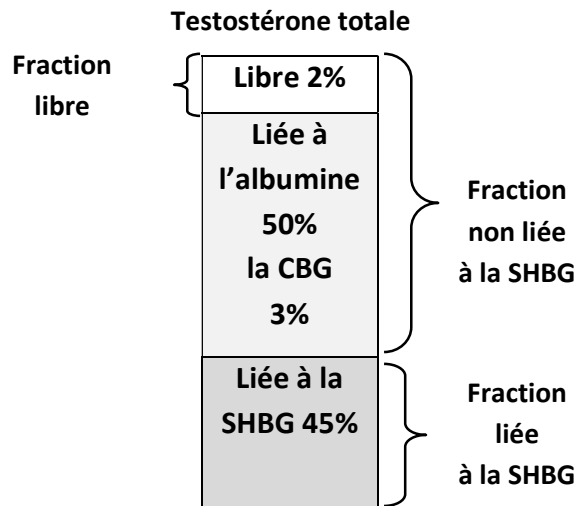 Testostérone totale
Fraction
libre
Libre 2%
Liée à
l’albumine
50%
la CBG
3%
Fraction
non liée
à la SHBG
Liée à la
SHBG 45%
Fraction
liée
à la SHBG